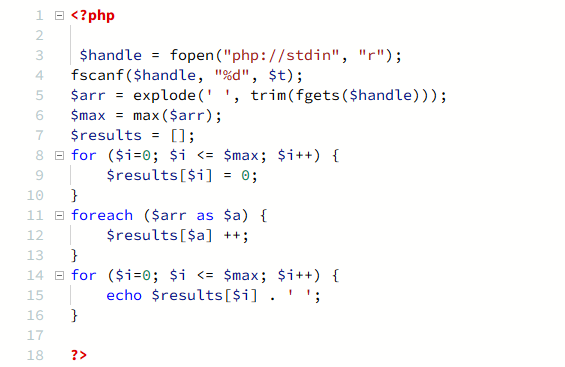 1 <?php
2
3 $handle = fopen("php://stdin", "r");
4 fscanf($handle, "%d", $t);
5 $arr = explode(' ', trim(fgets($handle)));
6 $max = max($arr);
7 $results = [];
8 for ($i=0; $i <= $max; $i++) {
9 $results[$i] = 0;
10 }
11 foreach ($arr as $a) {
12 $results[$a] ++;
13 }
14 for ($i=0; $i <= $max; $i++) {
15 echo $results[$i] . ' ';
16 }
17
18 ?>